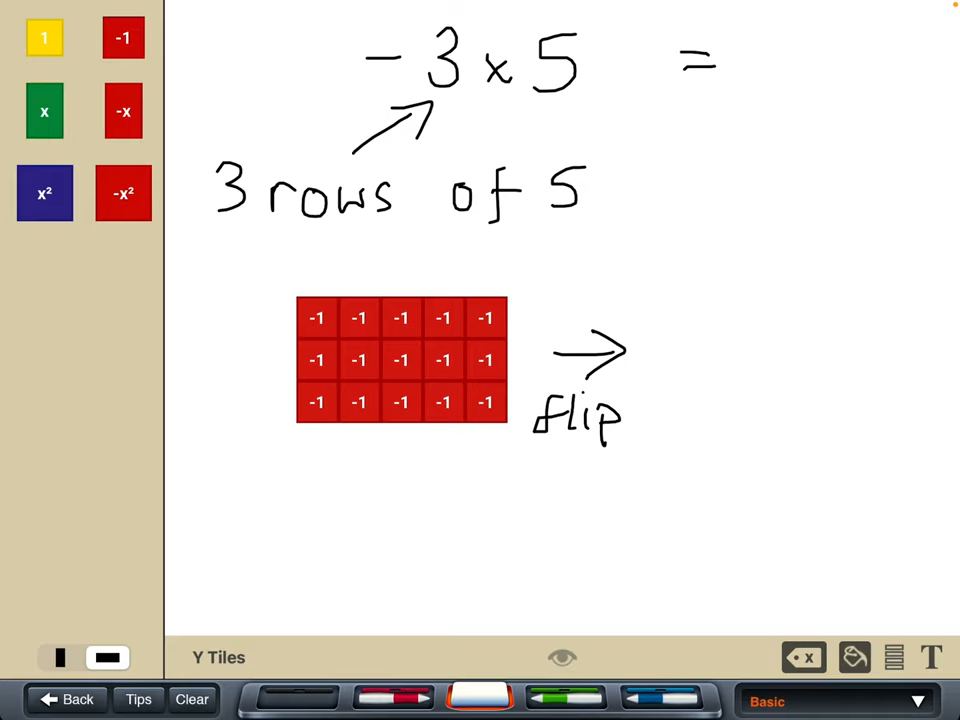 1 -1
x -x
x² -x²
-3 x 5 =
3 rows of 5
-1 -1 -1 -1 -1
-1 -1 -1 -1 -1
-1 -1 -1 -1 -1
flip
Y Tiles
x
T
Back Tips Clear Basic